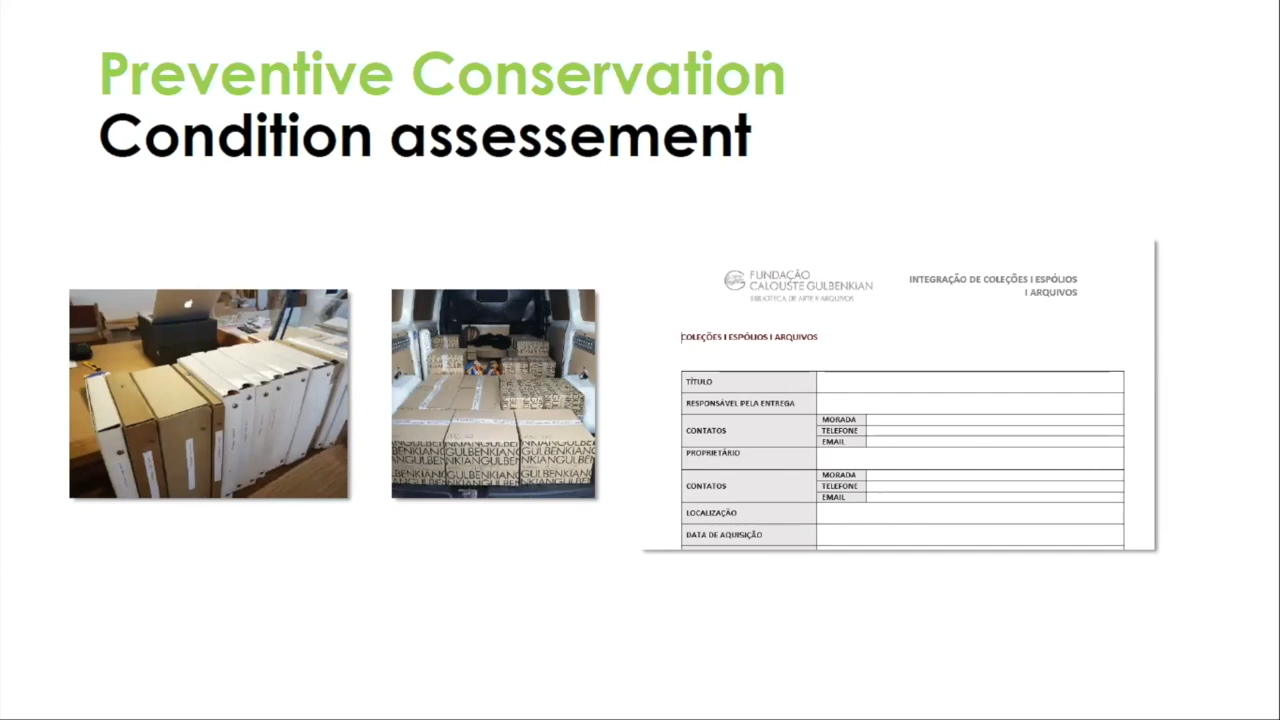 Preventive Conservation
Condition assessement
FUNDAÇÃO
CALOUSTE GULBENKIAN
BIBLIOTECA DE ARTE E ARQUIVOS
INTEGRAÇÃO DE COLEÇÕES I ESPÓLIOS
I ARQUIVOS
COLEÇÕES I ESPÓLIOS I ARQUIVOS
TÍTULO
RESPONSÁVEL PELA ENTREGA
CONTATOS
MORADA
TELEFONE
EMAIL
PROPRIETÁRIO
CONTATOS
MORADA
TELEFONE
EMAIL
LOCALIZAÇÃO
DATA DE AQUISIÇÃO